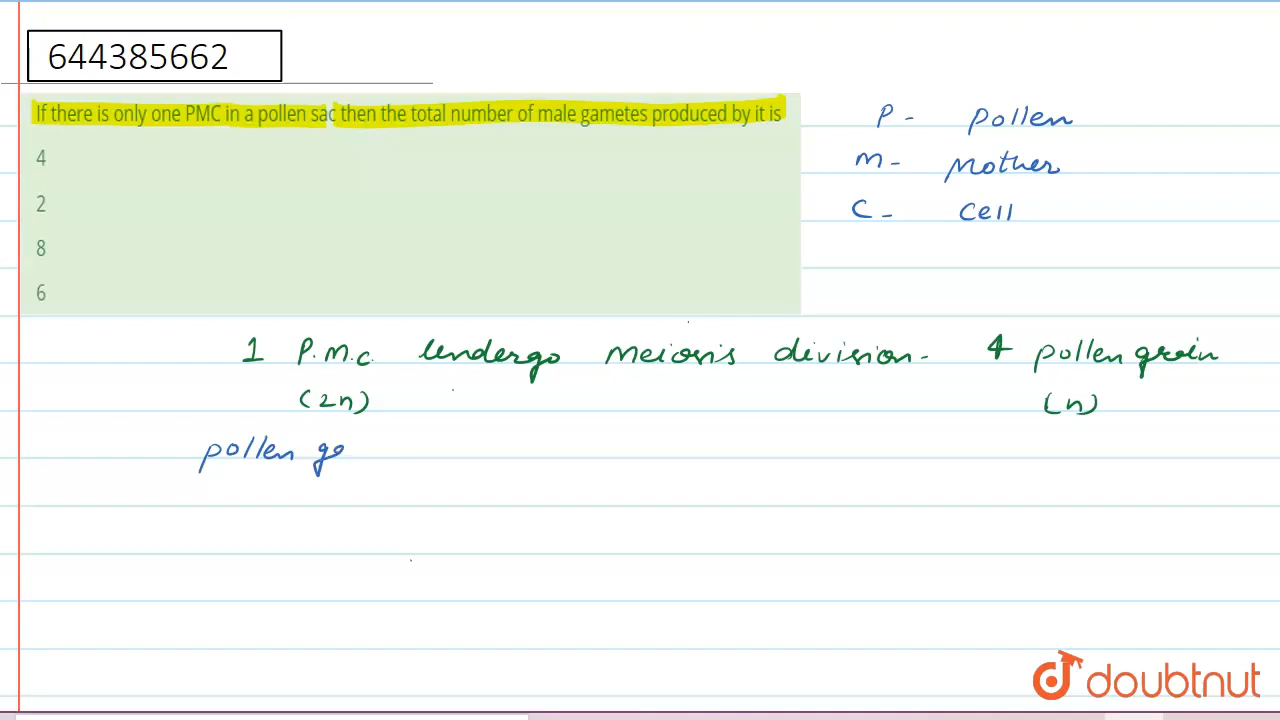 644385662
If there is only one PMC in a pollen sac then the total number of male gametes produced by it is
4
2
8
6
P - Pollen
M - Mother
C - Cell
1 P.M.C. undergo meiosis division - 4 pollen grain
(2n) (n)
pollen
doubtnut